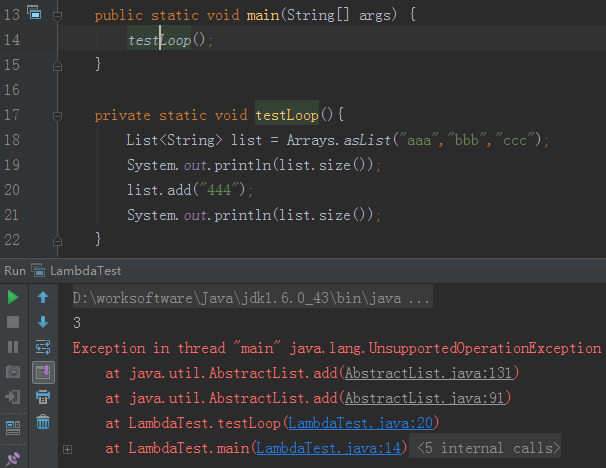 13 public static void main(String[] args) {
14 testLoop();
15 }
16
17 private static void testLoop(){
18 List<String> list = Arrays.asList("aaa","bbb","ccc");
19 System.out.println(list.size());
20 list.add("444");
21 System.out.println(list.size());
22 }
Run LambdaTest
D:\worksoftware\Java\jdk1.6.0_43\bin\java ...
3
Exception in thread "main" java.lang.UnsupportedOperationException
at java.util.AbstractList.add(AbstractList.java:131)
at java.util.AbstractList.add(AbstractList.java:91)
at LambdaTest.testLoop(LambdaTest.java:20)
at LambdaTest.main(LambdaTest.java:14) <5 internal calls>